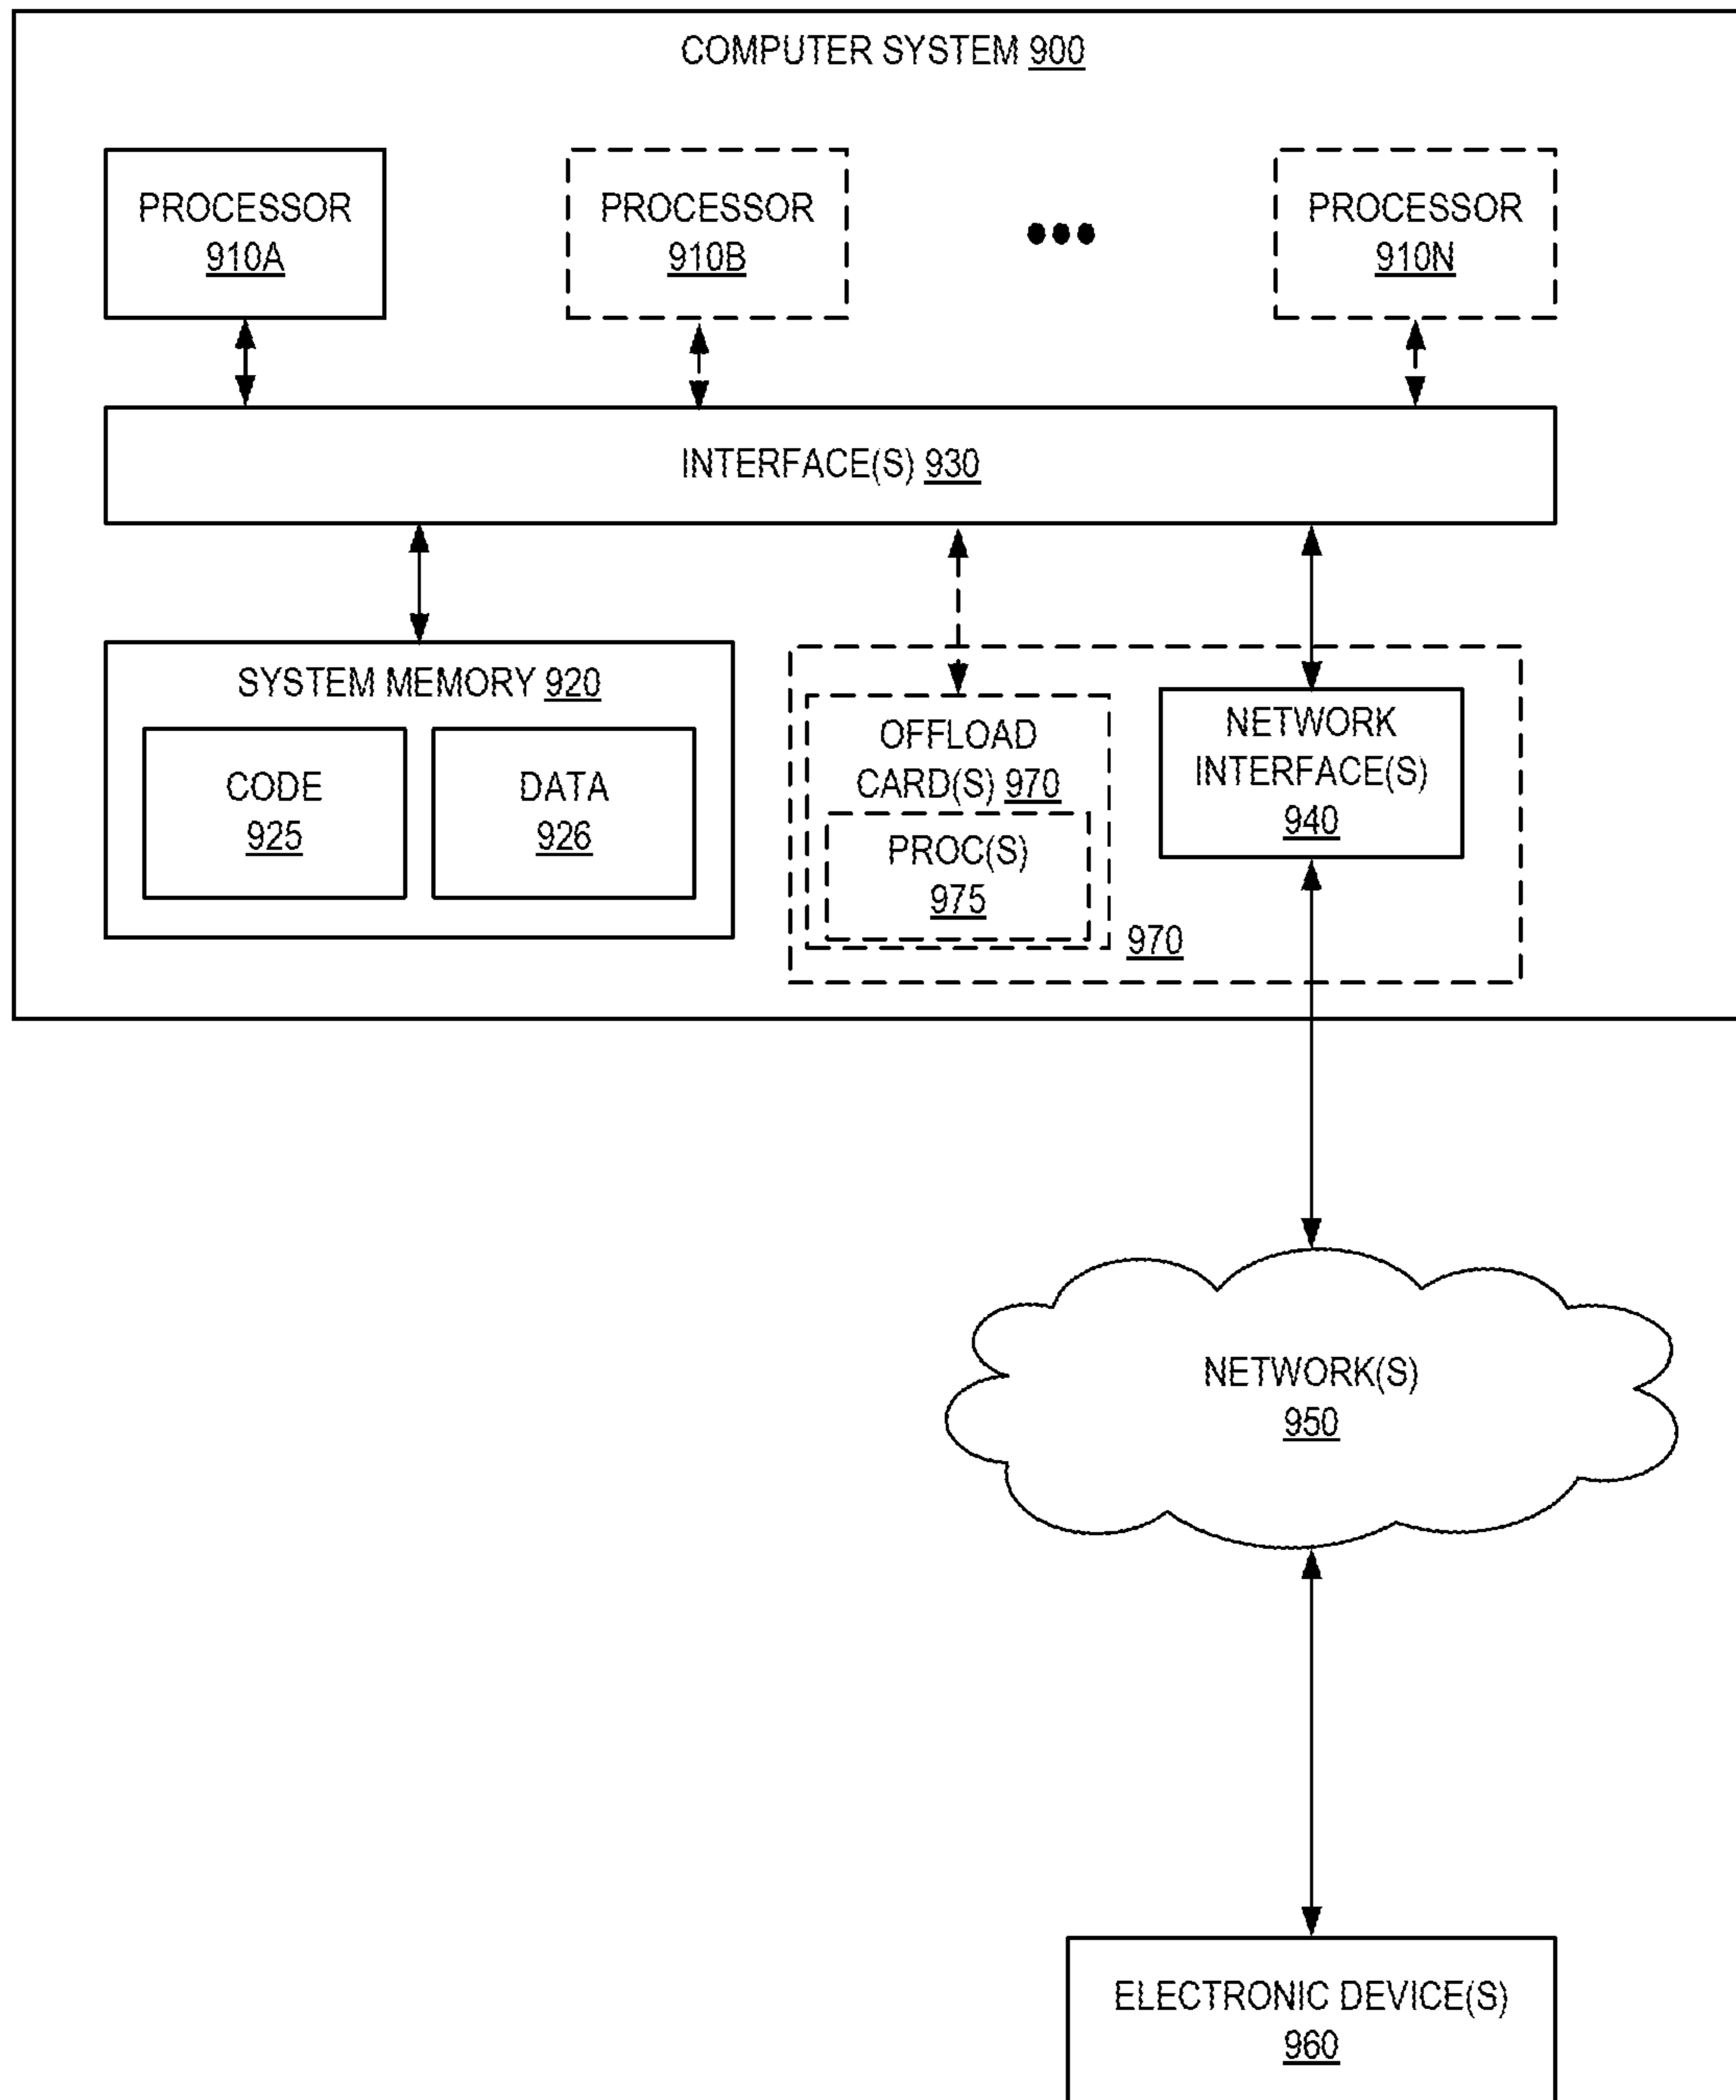 COMPUTER SYSTEM 900
PROCESSOR
910A
PROCESSOR
910B
PROCESSOR
910N
INTERFACE(S) 930
SYSTEM MEMORY 920
CODE
925
DATA
926
OFFLOAD
CARD(S) 970
PROC(S)
975
970
NETWORK
INTERFACE(S)
940
NETWORK(S)
950
ELECTRONIC DEVICE(S)
960